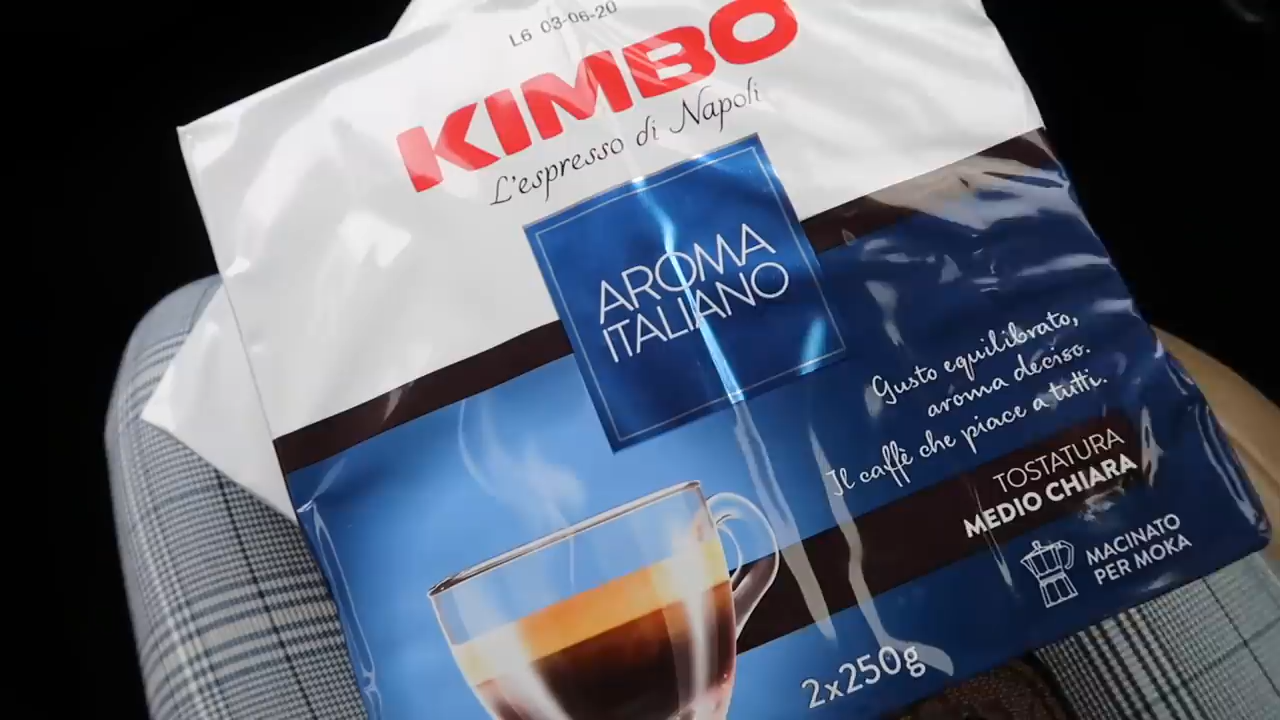 L6 03-06-20
KIMBO
L'espresso di Napoli
AROMA
ITALIANO
Gusto equilibrato,
aroma deciso.
Il caffè che piace a tutti.
TOSTATURA
MEDIO CHIARA
MACINATO
PER MOKA
2x250g